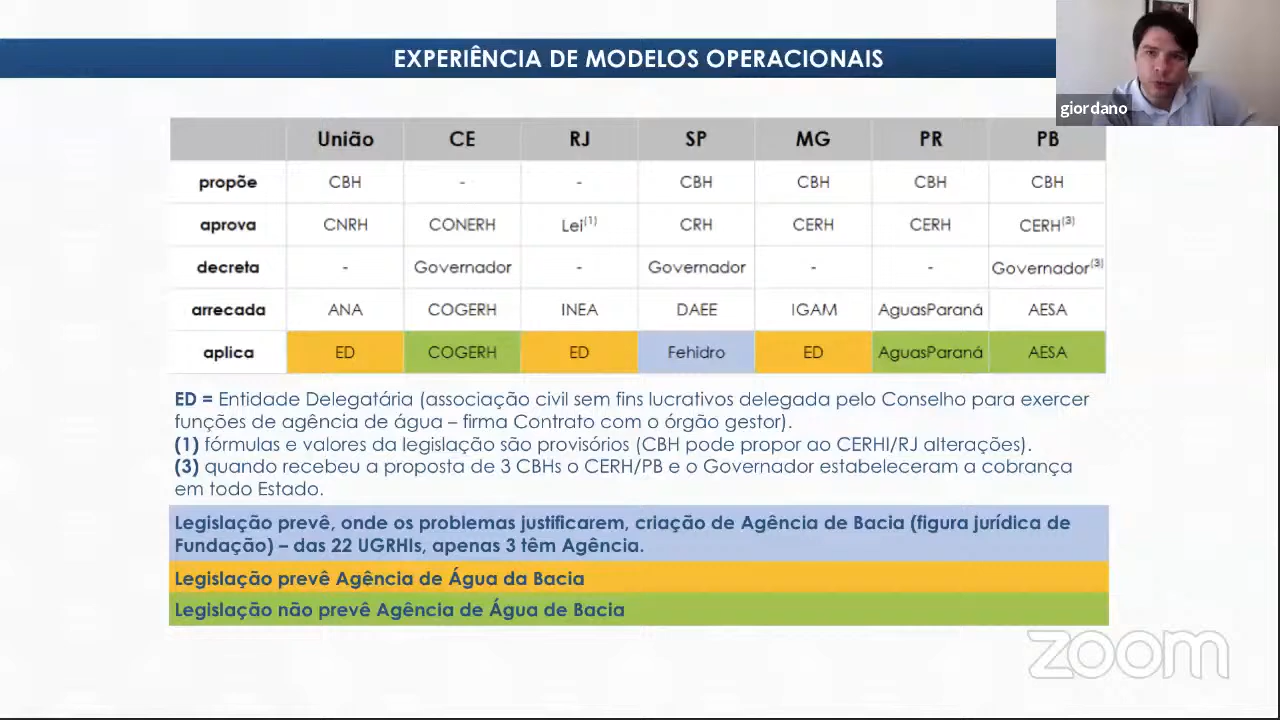 EXPERIÊNCIA DE MODELOS OPERACIONAIS
giordano
União CE RJ SP MG PR PB
propõe CBH - - CBH CBH CBH CBH
aprova CNRH CONERH Lei(1) CRH CERH CERH CERH(3)
decreta - Governador - Governador - - Governador(3)
arrecada ANA COGERH INEA DAEE IGAM AguasParaná AESA
aplica ED COGERH ED Fehidro ED AguasParaná AESA
ED = Entidade Delegatária (associação civil sem fins lucrativos delegada pelo Conselho para exercer
funções de agência de água – firma Contrato com o órgão gestor).
(1) fórmulas e valores da legislação são provisórios (CBH pode propor ao CERHI/RJ alterações).
(3) quando recebeu a proposta de 3 CBHs o CERH/PB e o Governador estabeleceram a cobrança
em todo Estado.
Legislação prevê, onde os problemas justificarem, criação de Agência de Bacia (figura jurídica de
Fundação) – das 22 UGRHIs, apenas 3 têm Agência.
Legislação prevê Agência de Água da Bacia
Legislação não prevê Agência de Água de Bacia
zoom